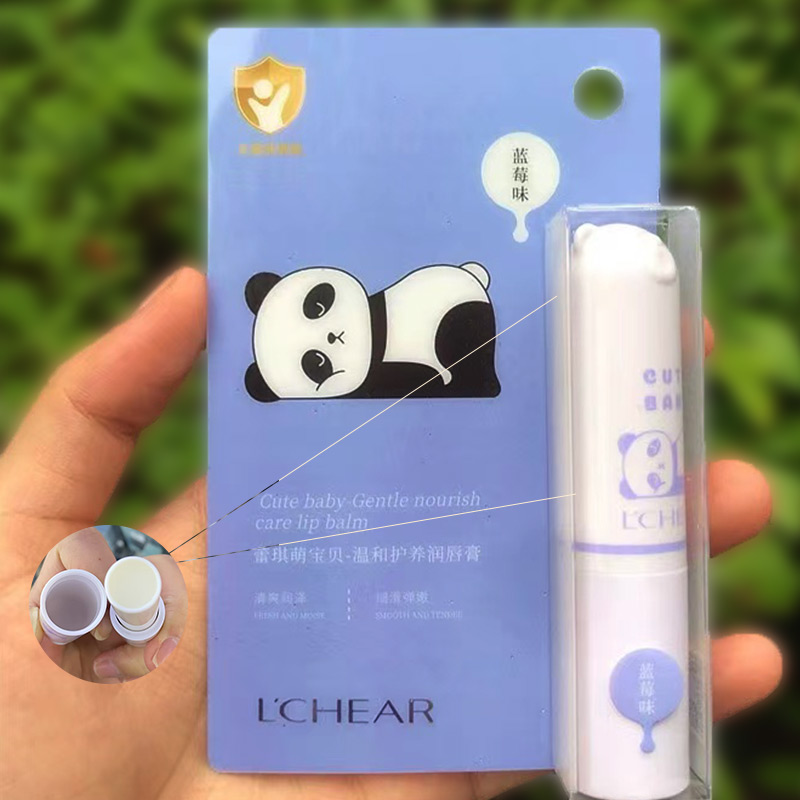 蓝莓味
CUT
BAB
L'CHEAR
Cute baby-Gentle nourish
care lip balm
蕾琪萌宝贝-温和护养润唇膏
清爽润泽
FRESH AND MOIST
细滑弹嫩
SMOOTH AND TENDER
L'CHEAR
蓝莓味